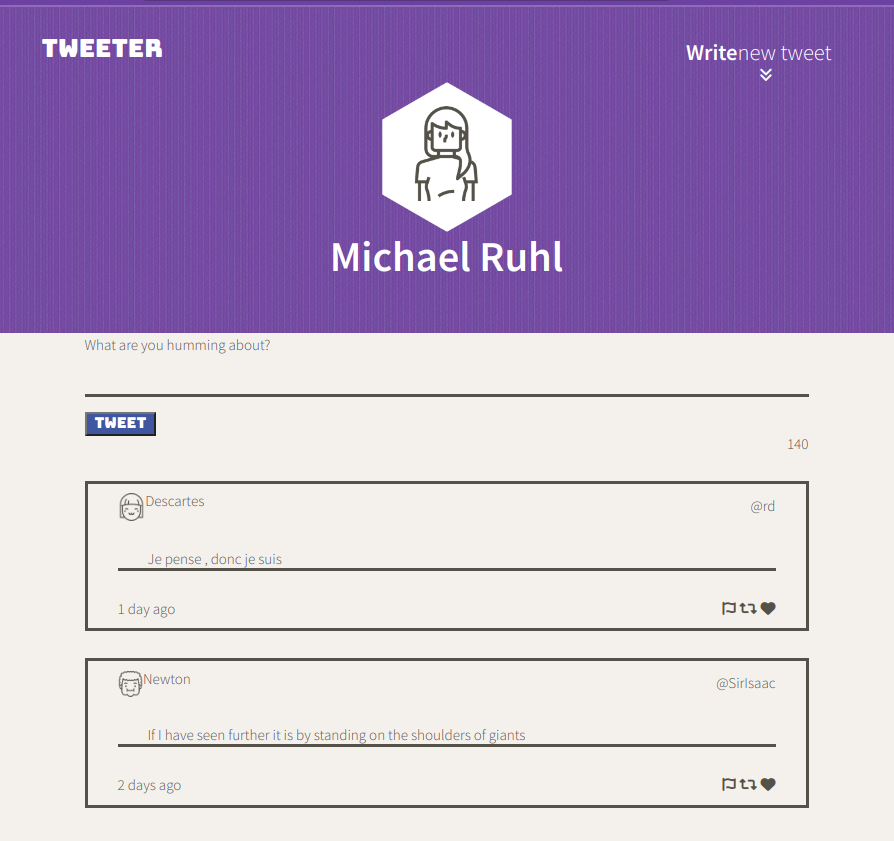 TWEETER
Writenew tweet
Michael Ruhl
What are you humming about?
TWEET
140
Descartes
@rd
Je pense , donc je suis
1 day ago
Newton
@SirIsaac
If I have seen further it is by standing on the shoulders of giants
2 days ago